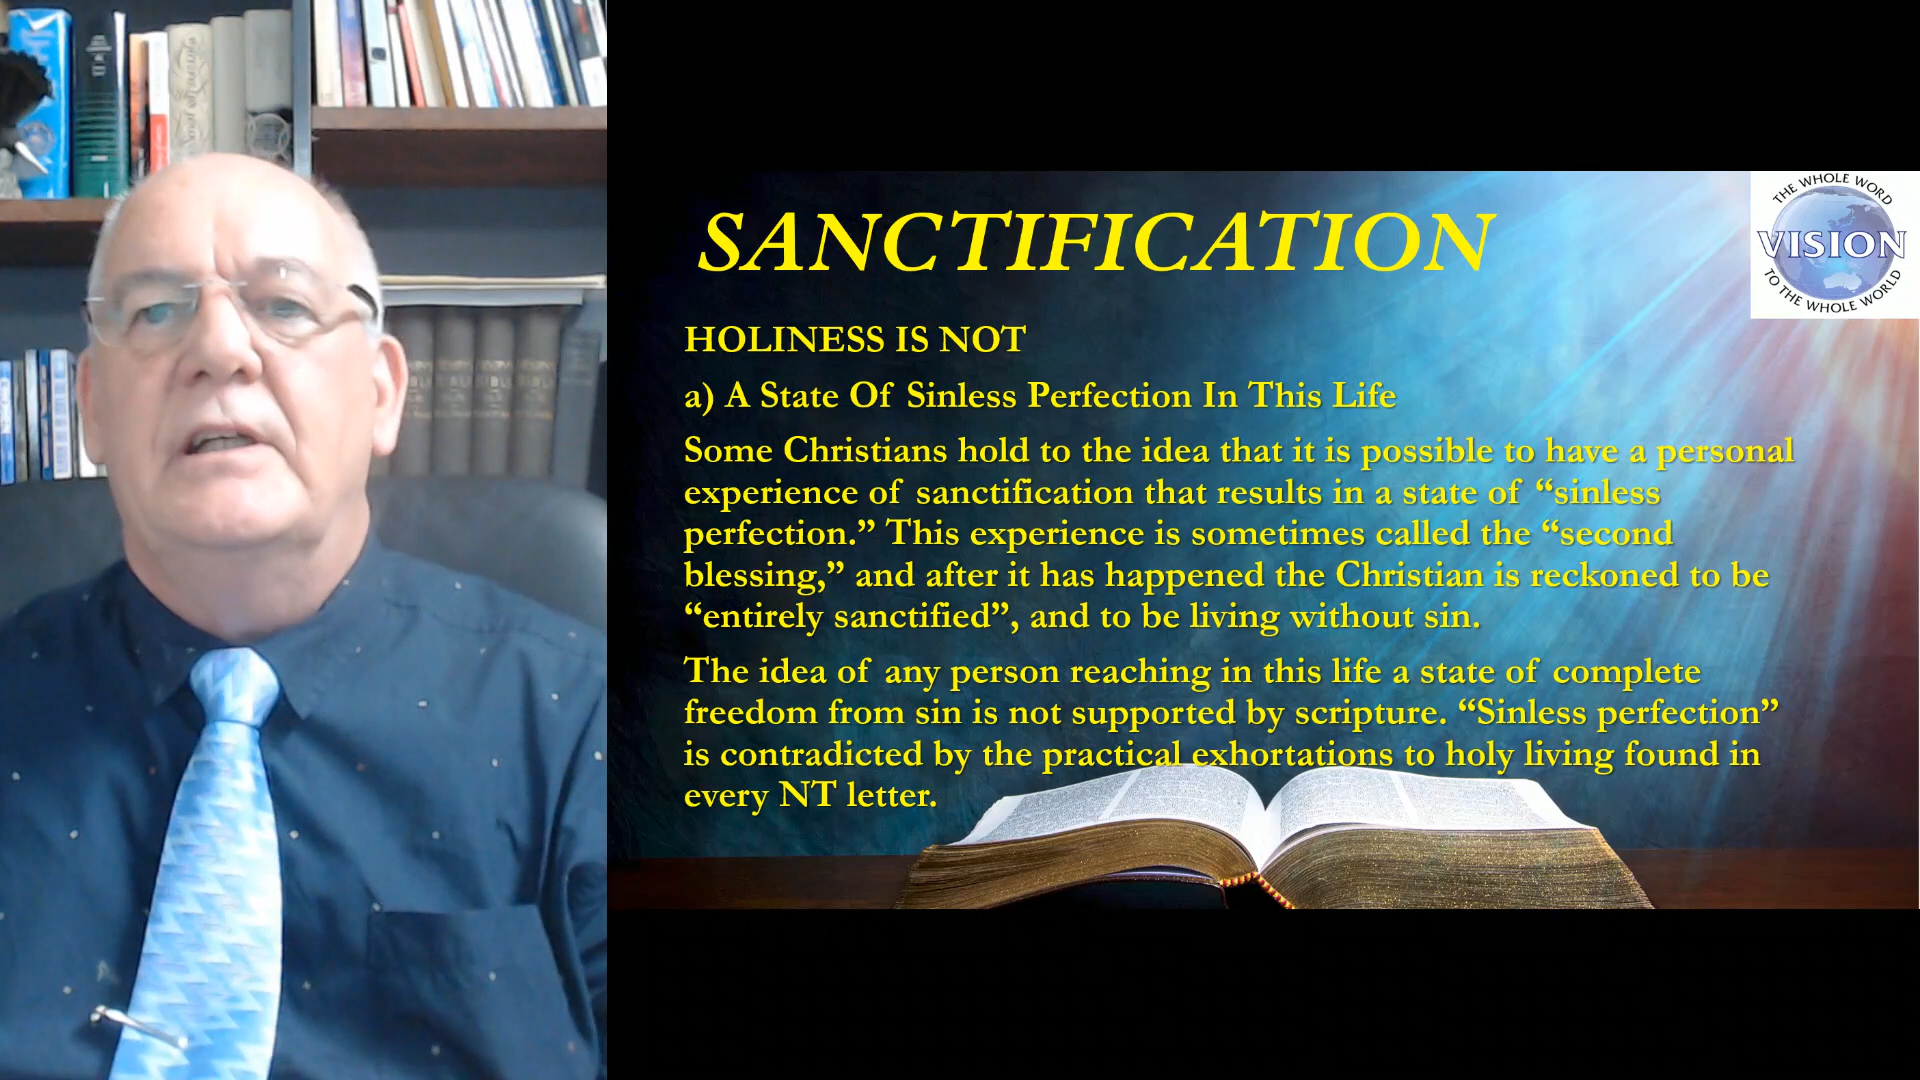 SANCTIFICATION
THE WHOLE WORD
VISION
TO THE WHOLE WORLD
HOLINESS IS NOT
a) A State Of Sinless Perfection In This Life
Some Christians hold to the idea that it is possible to have a personal
experience of sanctification that results in a state of “sinless
perfection.” This experience is sometimes called the “second
blessing,” and after it has happened the Christian is reckoned to be
“entirely sanctified”, and to be living without sin.
The idea of any person reaching in this life a state of complete
freedom from sin is not supported by scripture. “Sinless perfection”
is contradicted by the practical exhortations to holy living found in
every NT letter.